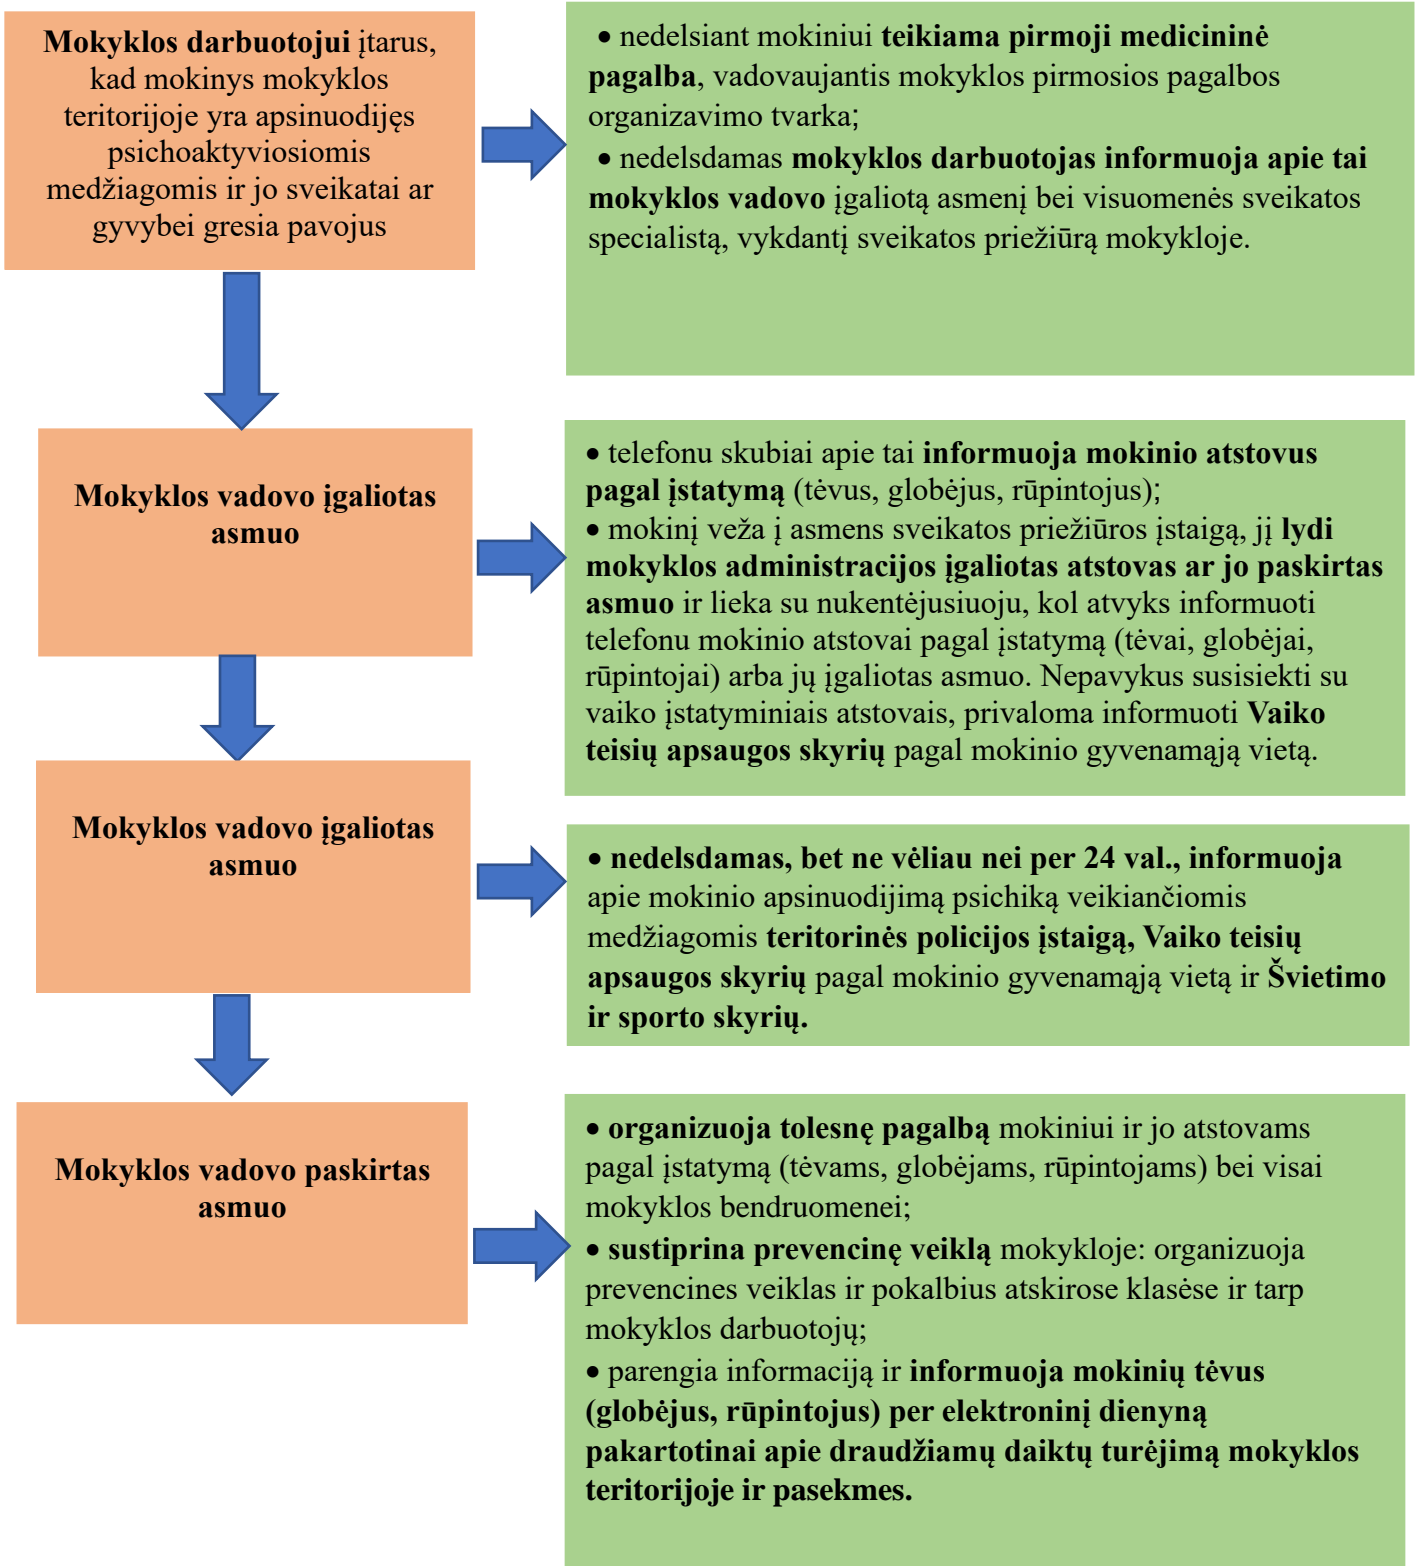 Mokyklos darbuotojui įtarus,
kad mokinys mokyklos
teritorijoje yra apsinuodijęs
psichoaktyviosiomis
medžiagomis ir jo sveikatai ar
gyvybei gresia pavojus
• nedelsiant mokiniui teikiama pirmoji medicininė
pagalba, vadovaujantis mokyklos pirmosios pagalbos
organizavimo tvarka;
• nedelsdamas mokyklos darbuotojas informuoja apie tai
mokyklos vadovo įgaliotą asmenį bei visuomenės sveikatos
specialistą, vykdantį sveikatos priežiūrą mokykloje.
Mokyklos vadovo įgaliotas
asmuo
• telefonu skubiai apie tai informuoja mokinio atstovus
pagal įstatymą (tėvus, globėjus, rūpintojus);
• mokinį veža į asmens sveikatos priežiūros įstaigą, jį lydi
mokyklos administracijos įgaliotas atstovas ar jo paskirtas
asmuo ir lieka su nukentėjusiuoju, kol atvyks informuoti
telefonu mokinio atstovai pagal įstatymą (tėvai, globėjai,
rūpintojai) arba jų įgaliotas asmuo. Nepavykus susisiekti su
vaiko įstatyminiais atstovais, privaloma informuoti Vaiko
teisių apsaugos skyrių pagal mokinio gyvenamąją vietą.
Mokyklos vadovo įgaliotas
asmuo
• nedelsdamas, bet ne vėliau nei per 24 val., informuoja
apie mokinio apsinuodijimą psichiką veikiančiomis
medžiagomis teritorinės policijos įstaigą, Vaiko teisių
apsaugos skyrių pagal mokinio gyvenamąją vietą ir Švietimo
ir sporto skyrių.
Mokyklos vadovo paskirtas
asmuo
• organizuoja tolesnę pagalbą mokiniui ir jo atstovams
pagal įstatymą (tėvams, globėjams, rūpintojams) bei visai
mokyklos bendruomenei;
• sustiprina prevencinę veiklą mokykloje: organizuoja
prevencines veiklas ir pokalbius atskirose klasėse ir tarp
mokyklos darbuotojų;
• parengia informaciją ir informuoja mokinių tėvus
(globėjus, rūpintojus) per elektroninį dienyną
pakartotinai apie draudžiamų daiktų turėjimą mokyklos
teritorijoje ir pasekmes.